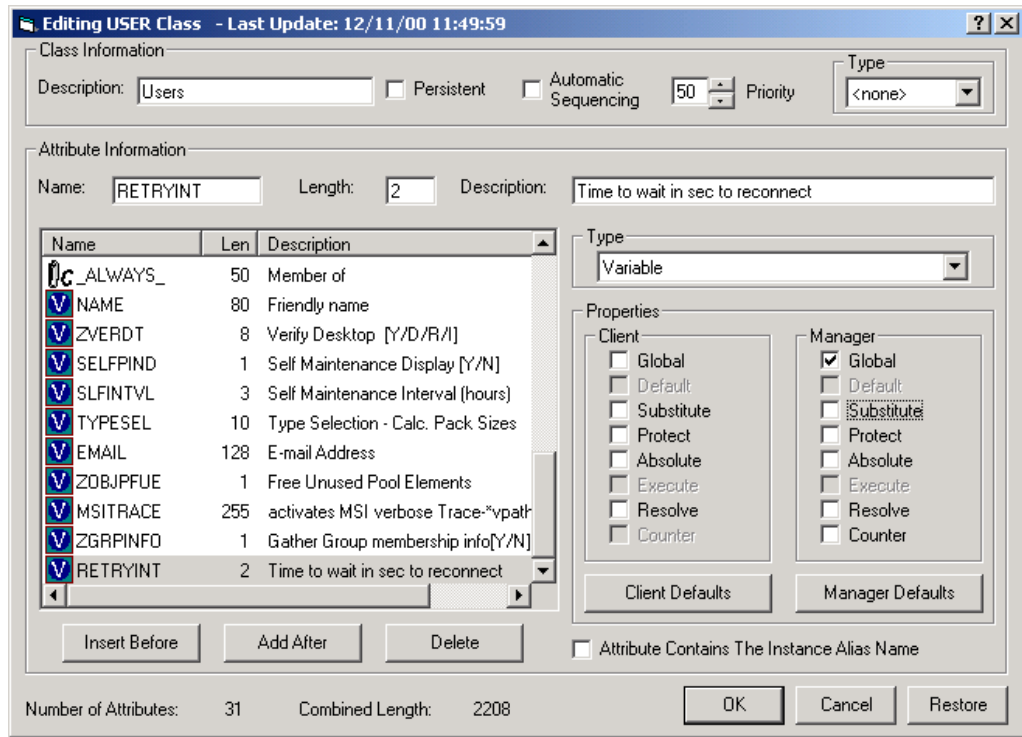 Editing USER Class - Last Update: 12/11/00 11:49:59
Class Information
Description: Users Persistent Automatic Sequencing 50 Priority
Type
<none>
Attribute Information
Name: RETRYINT Length: 2 Description: Time to wait in sec to reconnect
Name Len Description
_ALWAYS_ 50 Member of
V NAME 80 Friendly name
V ZVERDT 8 Verify Desktop [Y/D/R/I]
V SELFPIND 1 Self Maintenance Display [Y/N]
V SLFINTVL 3 Self Maintenance Interval (hours)
V TYPESEL 10 Type Selection - Calc. Pack Sizes
V EMAIL 128 E-mail Address
V ZOBJPFUE 1 Free Unused Pool Elements
V MSITRACE 255 activates MSI verbose Trace-*vpath
V ZGRPINFO 1 Gather Group membership info[Y/N]
V RETRYINT 2 Time to wait in sec to reconnect
Insert Before Add After Delete
Type
Variable
Properties
Client
Global
Default
Substitute
Protect
Absolute
Execute
Resolve
Counter
Client Defaults
Manager
Global
Default
Substitute
Protect
Absolute
Execute
Resolve
Counter
Manager Defaults
Attribute Contains The Instance Alias Name
Number of Attributes: 31 Combined Length: 2208
OK Cancel Restore